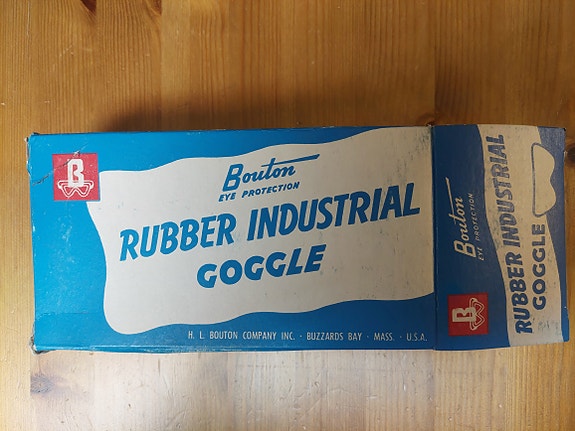 B
Bouton
EYE PROTECTION
RUBBER INDUSTRIAL
GOGGLE
H. L. BOUTON COMPANY INC. · BUZZARDS BAY · MASS. · U.S.A.
Bouton
EYE PROTECTION
RUBBER INDUSTRIAL
GOGGLE
B